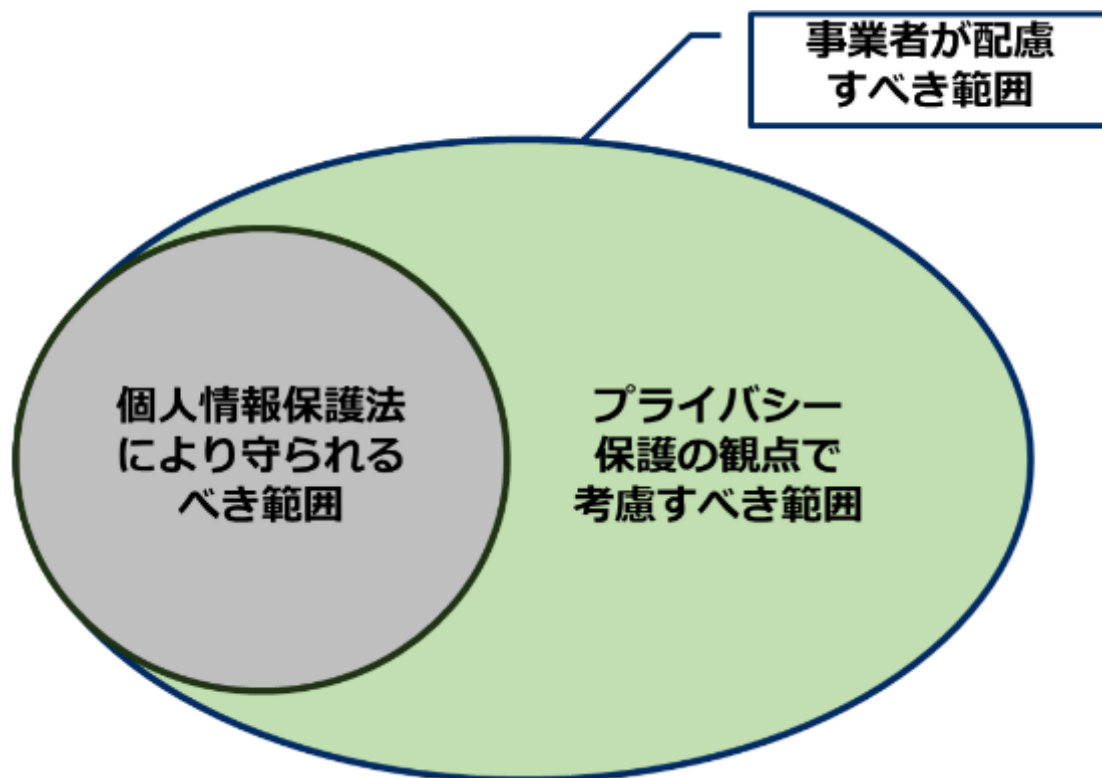 事業者が配慮
すべき範囲
個人情報保護法
により守られる
べき範囲
プライバシー
保護の観点で
考慮すべき範囲